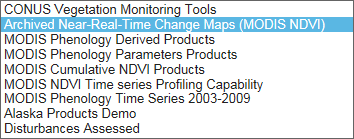 CONUS Vegetation Monitoring Tools
Archived Near-Real-Time Change Maps (MODIS NDVI)
MODIS Phenology Derived Products
MODIS Phenology Parameters Products
MODIS Cumulative NDVI Products
MODIS NDVI Time series Profiling Capability
MODIS Phenology Time Series 2003-2009
Alaska Products Demo
Disturbances Assessed